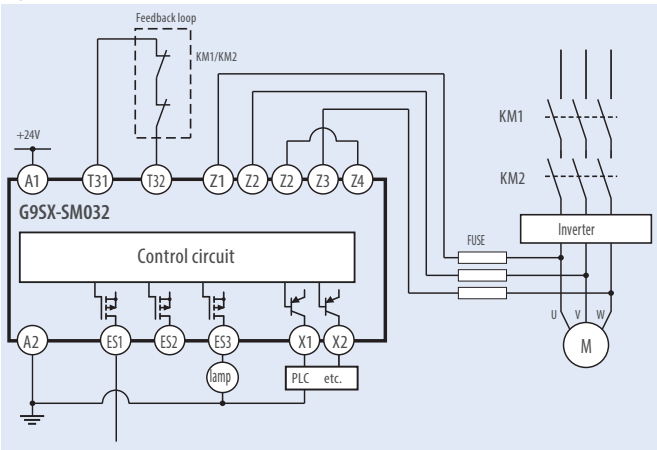 Feedback loop
KM1/KM2
+24V
KM1
KM2
A1 T31 T32 Z1 Z2 Z2 Z3 Z4
G9SX-SM032
Inverter
FUSE
Control circuit
U V W
M
A2 ES1 ES2 ES3 X1 X2
lamp
PLC etc.